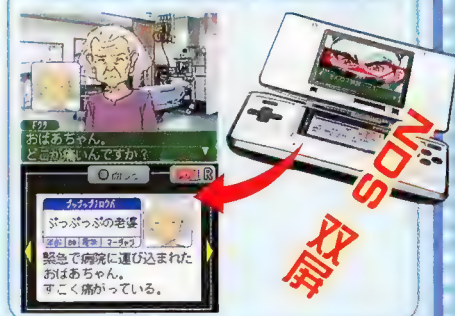 ドクタ
おばあちゃん。
どこが痛いんですか?
R
ぶつぶつの老婆
緊急で病院に運び込まれた
おばあちゃん。
すごく痛がっている。
NDS
双屏